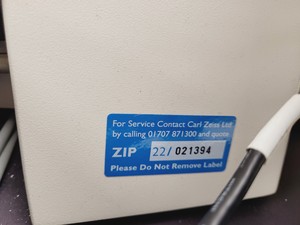 For Service Contact Carl Zeiss Ltd
by calling 01707 871300 and quote
ZIP 22/ 021394
Please Do Not Remove Label